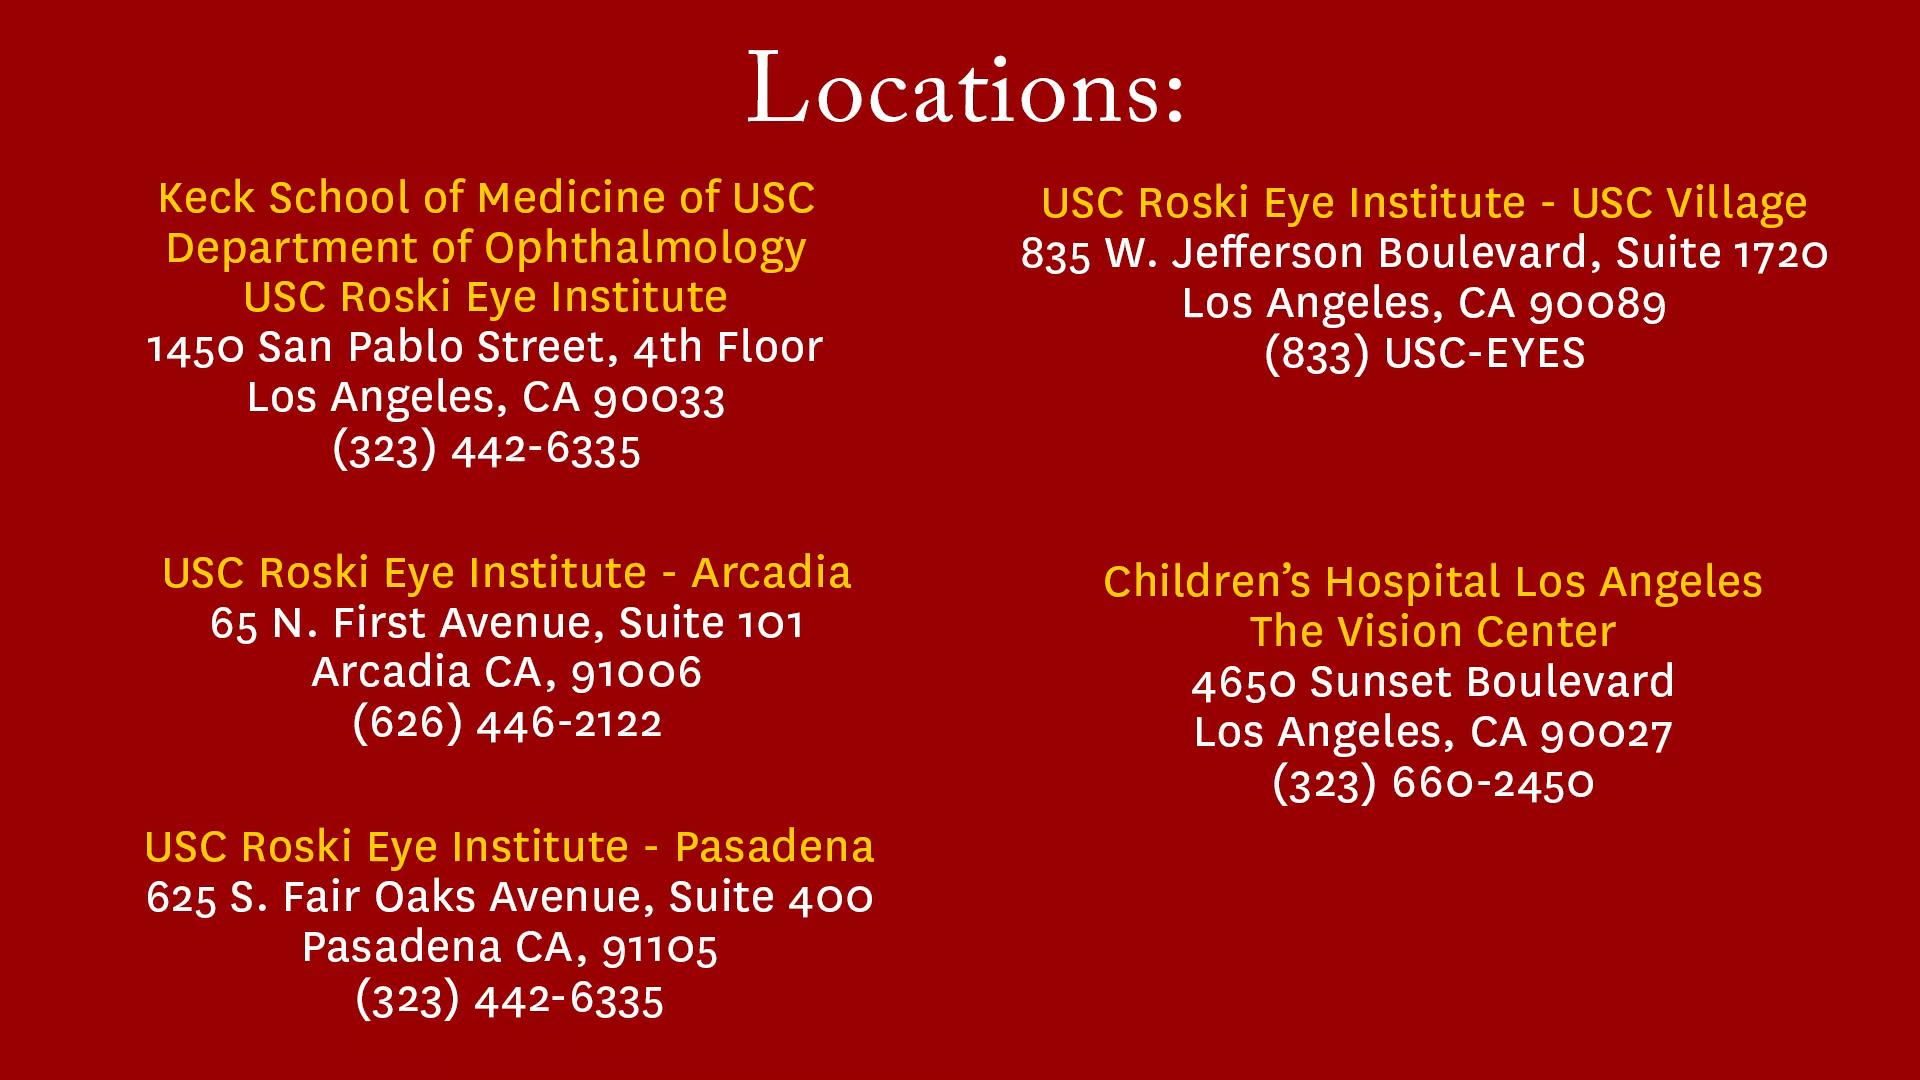 Locations:
Keck School of Medicine of USC
Department of Ophthalmology
USC Roski Eye Institute
1450 San Pablo Street, 4th Floor
Los Angeles, CA 90033
(323) 442-6335
USC Roski Eye Institute - Arcadia
65 N. First Avenue, Suite 101
Arcadia CA, 91006
(626) 446-2122
USC Roski Eye Institute - Pasadena
625 S. Fair Oaks Avenue, Suite 400
Pasadena CA, 91105
(323) 442-6335
USC Roski Eye Institute - USC Village
835 W. Jefferson Boulevard, Suite 1720
Los Angeles, CA 90089
(833) USC-EYES
Children’s Hospital Los Angeles
The Vision Center
4650 Sunset Boulevard
Los Angeles, CA 90027
(323) 660-2450